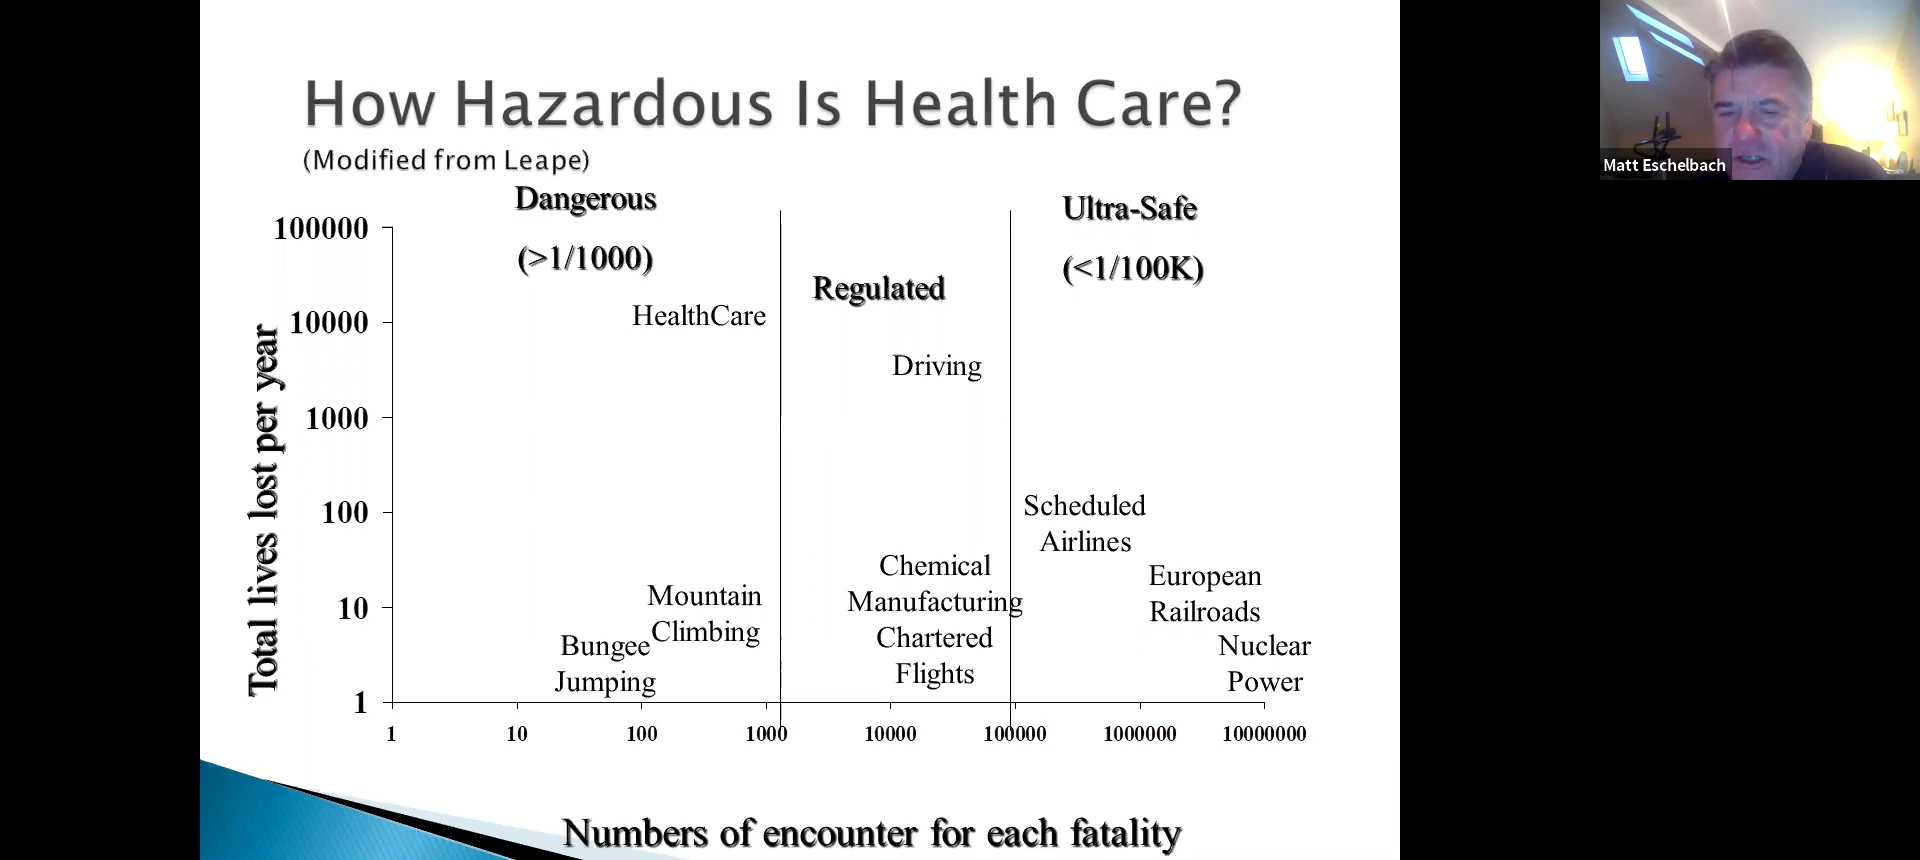 How Hazardous Is Health Care?
(Modified from Leape)
Dangerous
(>1/1000)
Regulated
Ultra-Safe
(<1/100K)
Total lives lost per year
100000
10000
1000
100
10
1
HealthCare
Driving
Scheduled
Airlines
Chemical
Manufacturing
Chartered
Flights
European
Railroads
Mountain
Climbing
Bungee
Jumping
Nuclear
Power
1
10
100
1000
10000
100000
1000000
10000000
Numbers of encounter for each fatality
Matt Eschelbach